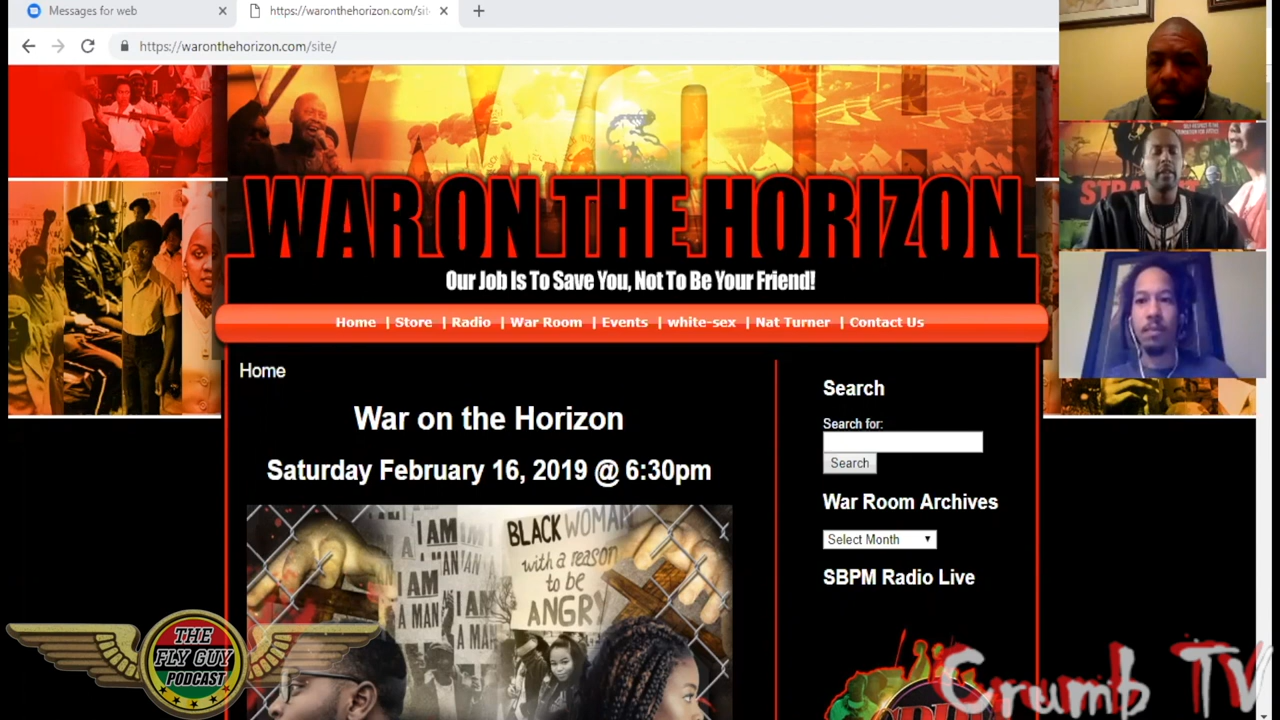 Messages for web
https://waronthehorizon.com/sit
https://waronthehorizon.com/site/
WOH
WAR ON THE HORIZON
Our Job Is To Save You, Not To Be Your Friend!
Home | Store | Radio | War Room | Events | white-sex | Nat Turner | Contact Us
Home
War on the Horizon
Saturday February 16, 2019 @ 6:30pm
I AM
A MAN
I AM
A MAN
I AM
A MAN
BLACK WOMAN
with a reason
to be
ANGRY
Search
Search for:
Search
War Room Archives
Select Month
SBPM Radio Live
THE
FLY GUY
PODCAST
Crumb TV